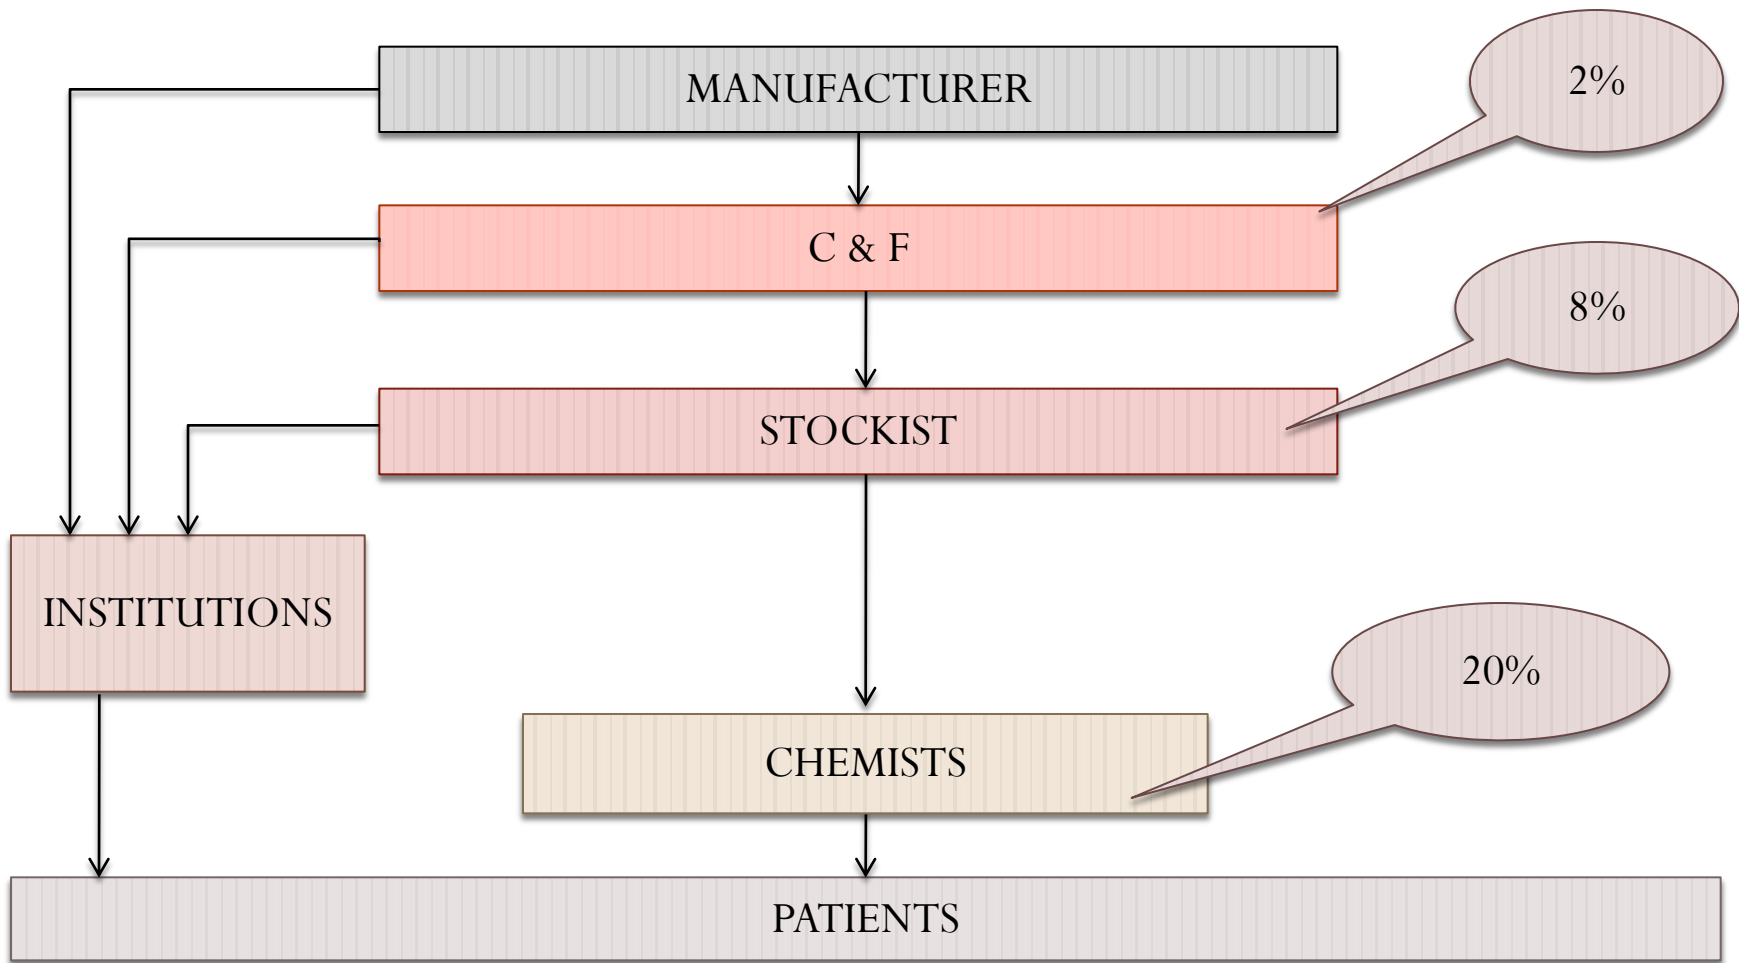 MANUFACTURER
2%
C & F
8%
STOCKIST
INSTITUTIONS
20%
CHEMISTS
PATIENTS